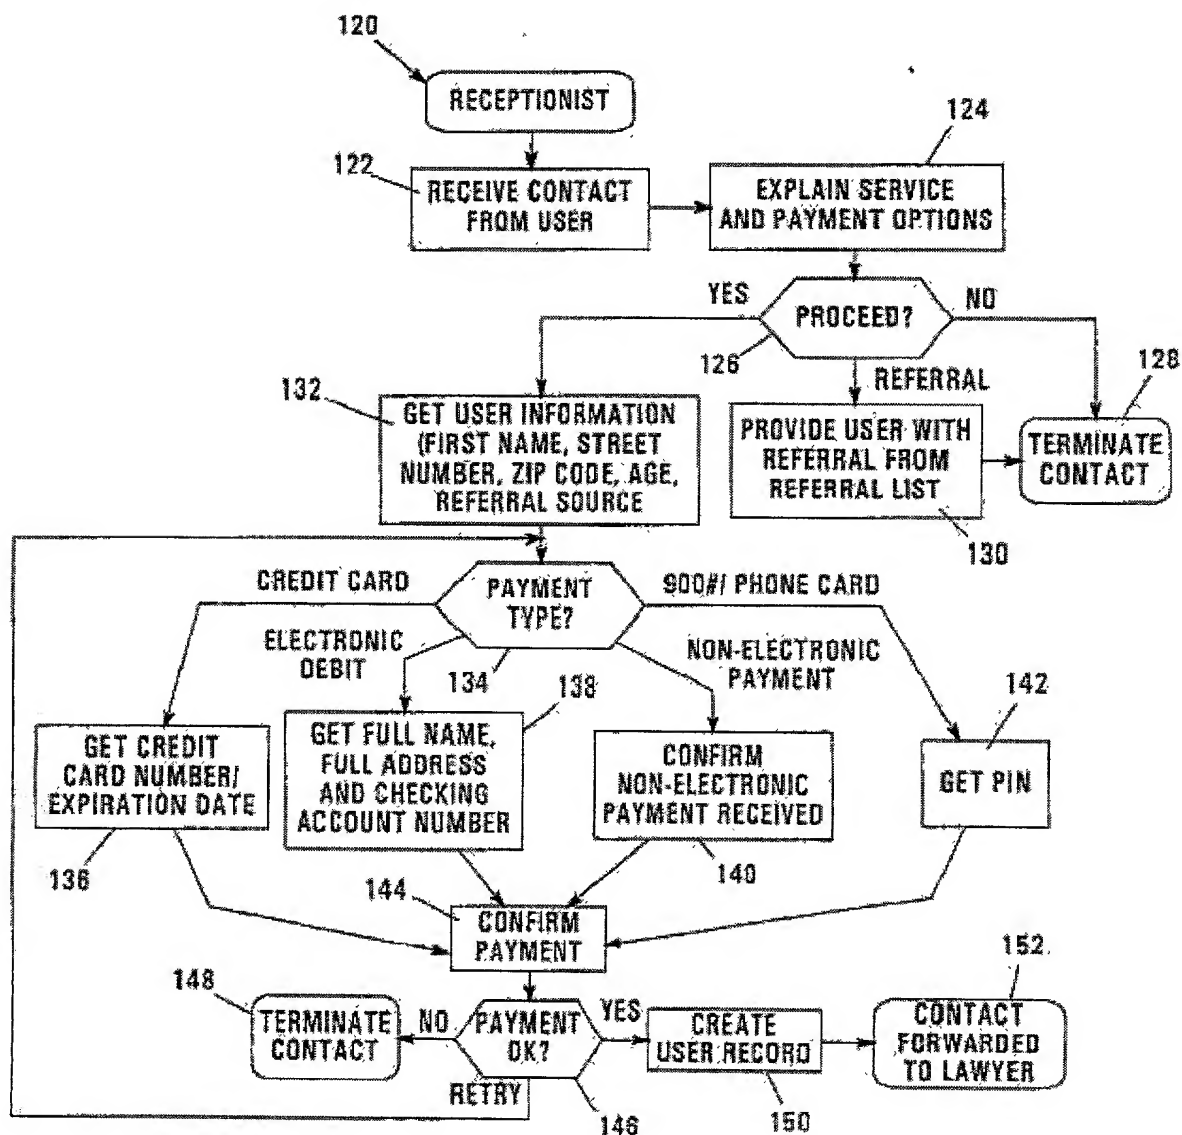 120
RECEPTIONIST
124
122
RECEIVE CONTACT
FROM USER
EXPLAIN SERVICE
AND PAYMENT OPTIONS
YES
PROCEED?
NO
126
REFERRAL
128
132
GET USER INFORMATION
(FIRST NAME, STREET
NUMBER, ZIP CODE, AGE,
REFERRAL SOURCE
PROVIDE USER WITH
REFERRAL FROM
REFERRAL LIST
TERMINATE
CONTACT
130
CREDIT CARD
PAYMENT
TYPE?
900#/ PHONE CARD
ELECTRONIC
DEBIT
134
138
NON-ELECTRONIC
PAYMENT
142
GET CREDIT
CARD NUMBER/
EXPIRATION DATE
GET FULL NAME,
FULL ADDRESS
AND CHECKING
ACCOUNT NUMBER
CONFIRM
NON-ELECTRONIC
PAYMENT RECEIVED
GET PIN
136
140
144
CONFIRM
PAYMENT
152
148
TERMINATE
CONTACT
NO
PAYMENT
OK?
YES
CREATE
USER RECORD
CONTACT
FORWARDED
TO LAWYER
RETRY
146
150